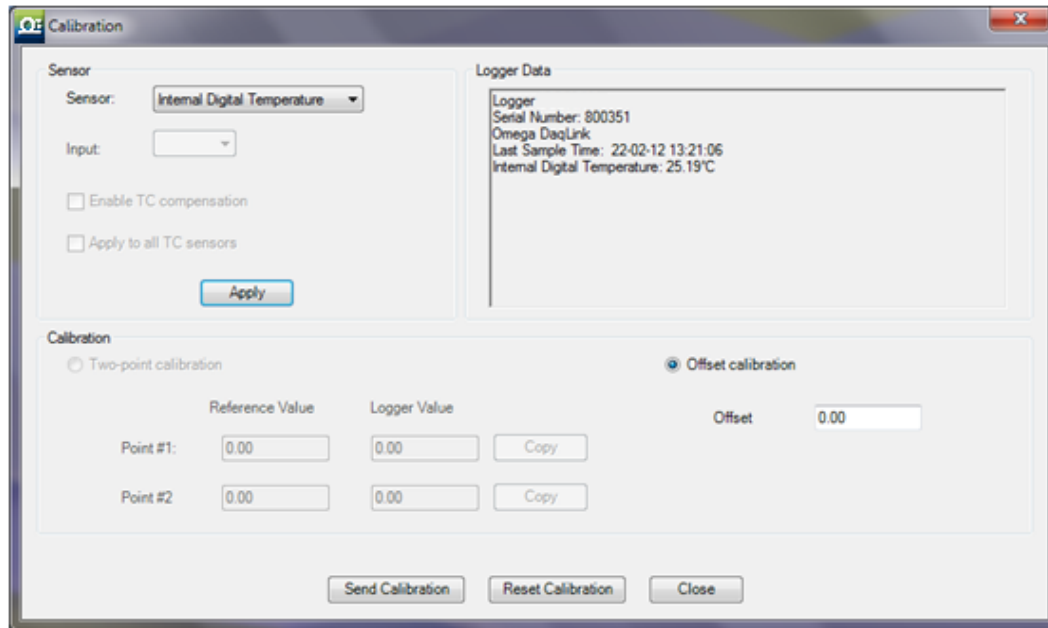 Calibration
Sensor
Sensor: Internal Digital Temperature
Input:
Enable TC compensation
Apply to all TC sensors
Apply
Logger Data
Logger
Serial Number: 800351
Omega DaqLink
Last Sample Time: 22-02-12 13:21:06
Internal Digital Temperature: 25.19°C
Calibration
Two-point calibration
Offset calibration
Reference Value Logger Value
Offset 0.00
Point #1: 0.00 0.00 Copy
Point #2 0.00 0.00 Copy
Send Calibration Reset Calibration Close